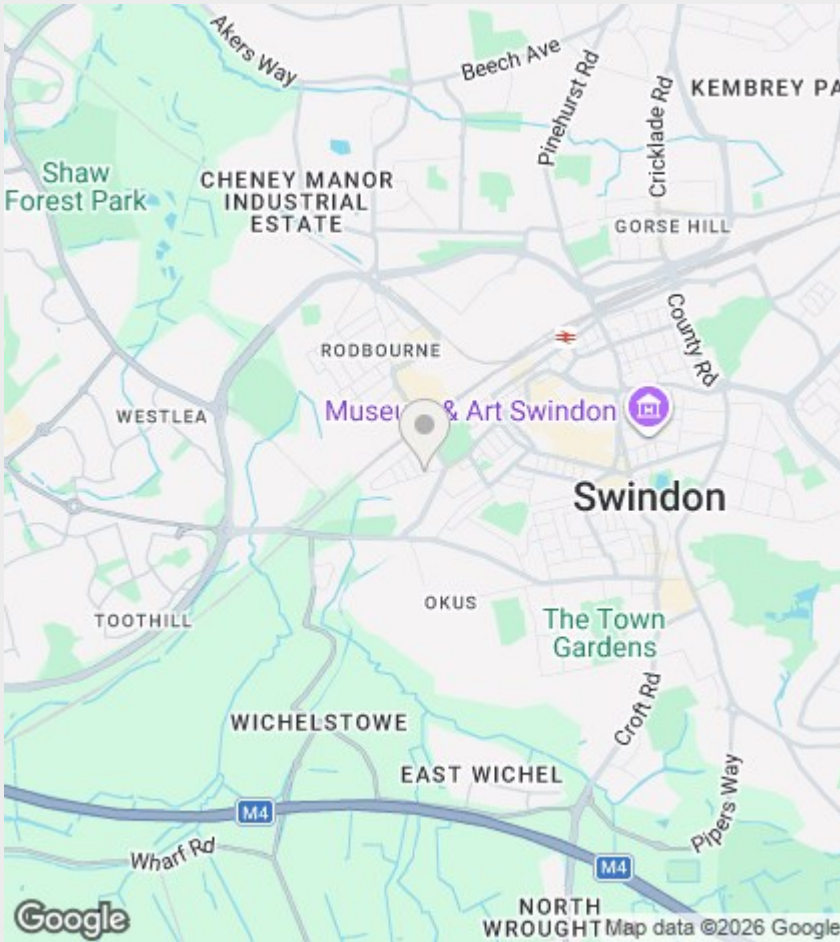 Akers Way
Beech Ave
Pinehurst Rd
Cricklade Rd
KEMBREY PA
Shaw
Forest Park
CHENEY MANOR
INDUSTRIAL
ESTATE
GORSE HILL
County Rd
RODBOURNE
WESTLEA
Museu & Art Swindon
Swindon
OKUS
TOOTHILL
The Town
Gardens
Croft Rd
WICHELSTOWE
EAST WICHEL
Pipers Way
M4
Wharf Rd
M4
NORTH
WROUGHT
Google
Map data ©2026 Google